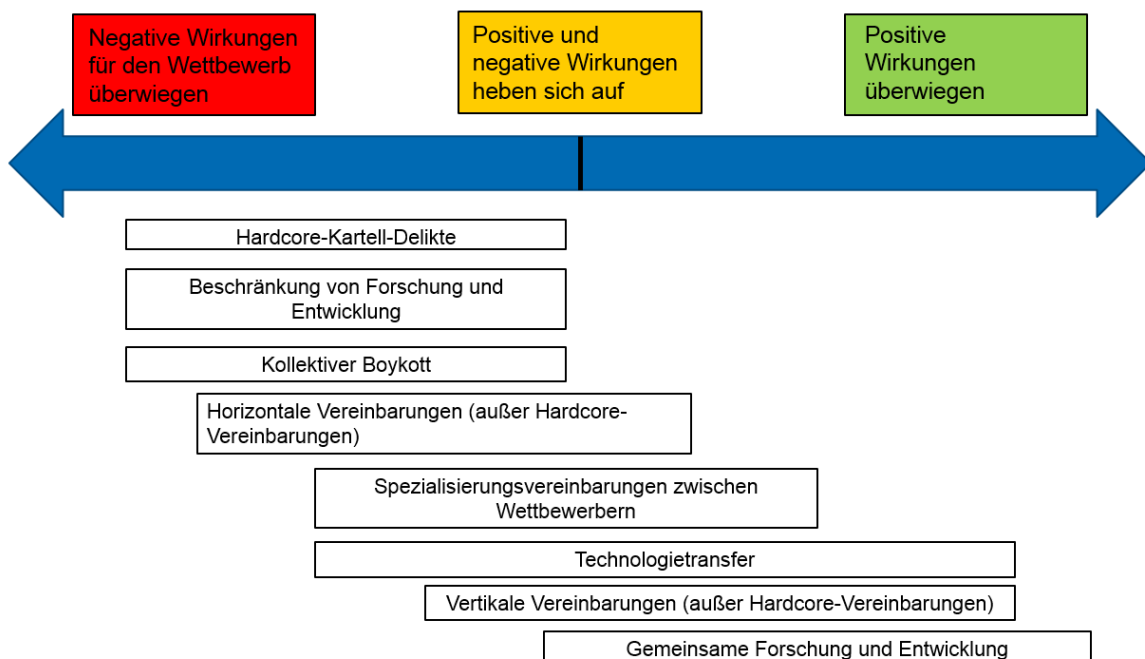 Negative Wirkungen
für den Wettbewerb
überwiegen
Positive und
negative Wirkungen
heben sich auf
Positive
Wirkungen
überwiegen
Hardcore-Kartell-Delikte
Beschränkung von Forschung und
Entwicklung
Kollektiver Boykott
Horizontale Vereinbarungen (außer Hardcore-
Vereinbarungen)
Spezialisierungsvereinbarungen zwischen
Wettbewerbern
Technologietransfer
Vertikale Vereinbarungen (außer Hardcore-Vereinbarungen)
Gemeinsame Forschung und Entwicklung